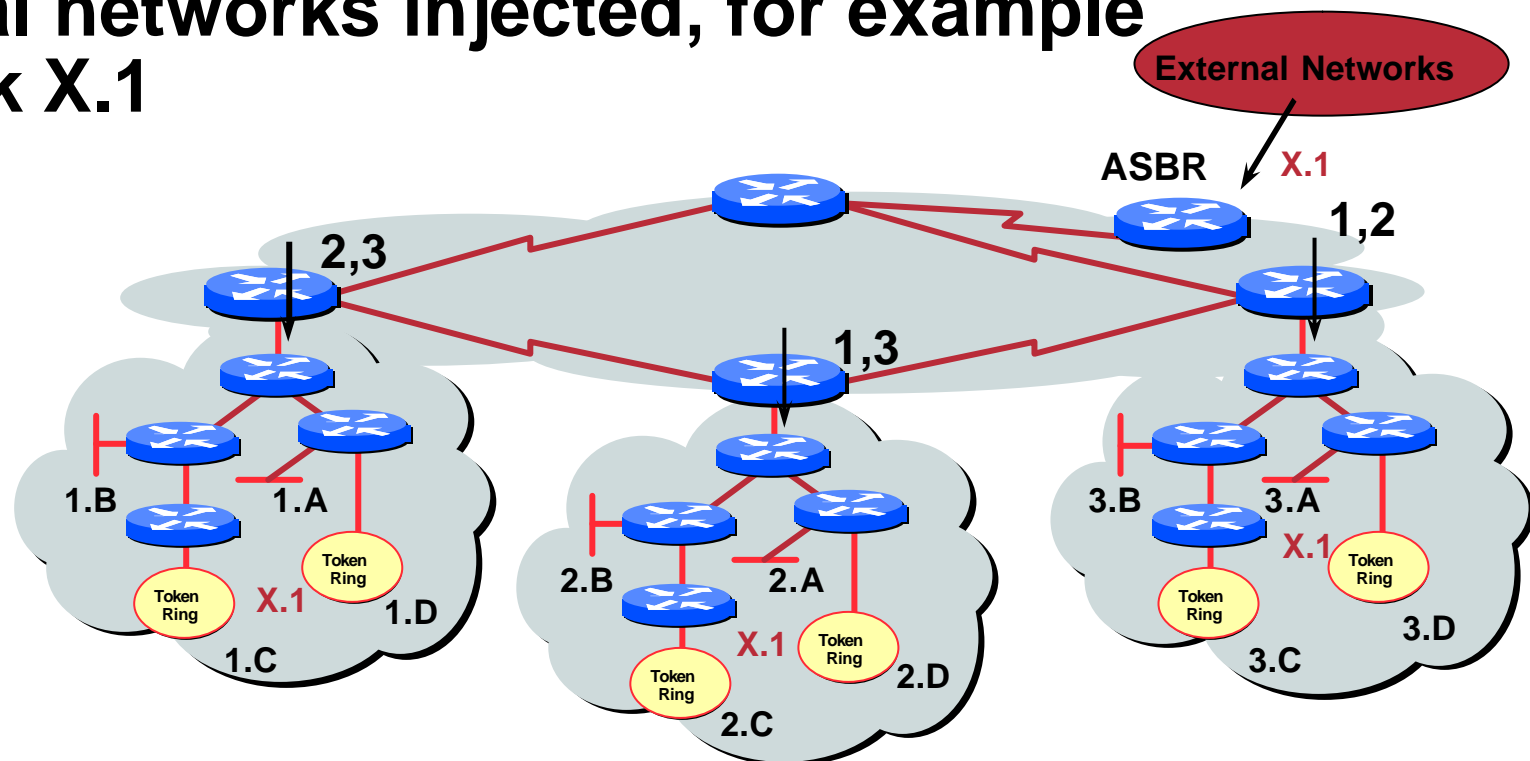 al networks injected, for example
k X.1
External Networks
ASBR
X.1
1,2
2,3
1,3
1.B
1.A
Token
Ring
Token
Ring
X.1
1.D
1.C
2.B
2.A
Token
Ring
Token
Ring
X.1
2.D
2.C
3.B
3.A
X.1
Token
Ring
Token
Ring
3.D
3.C